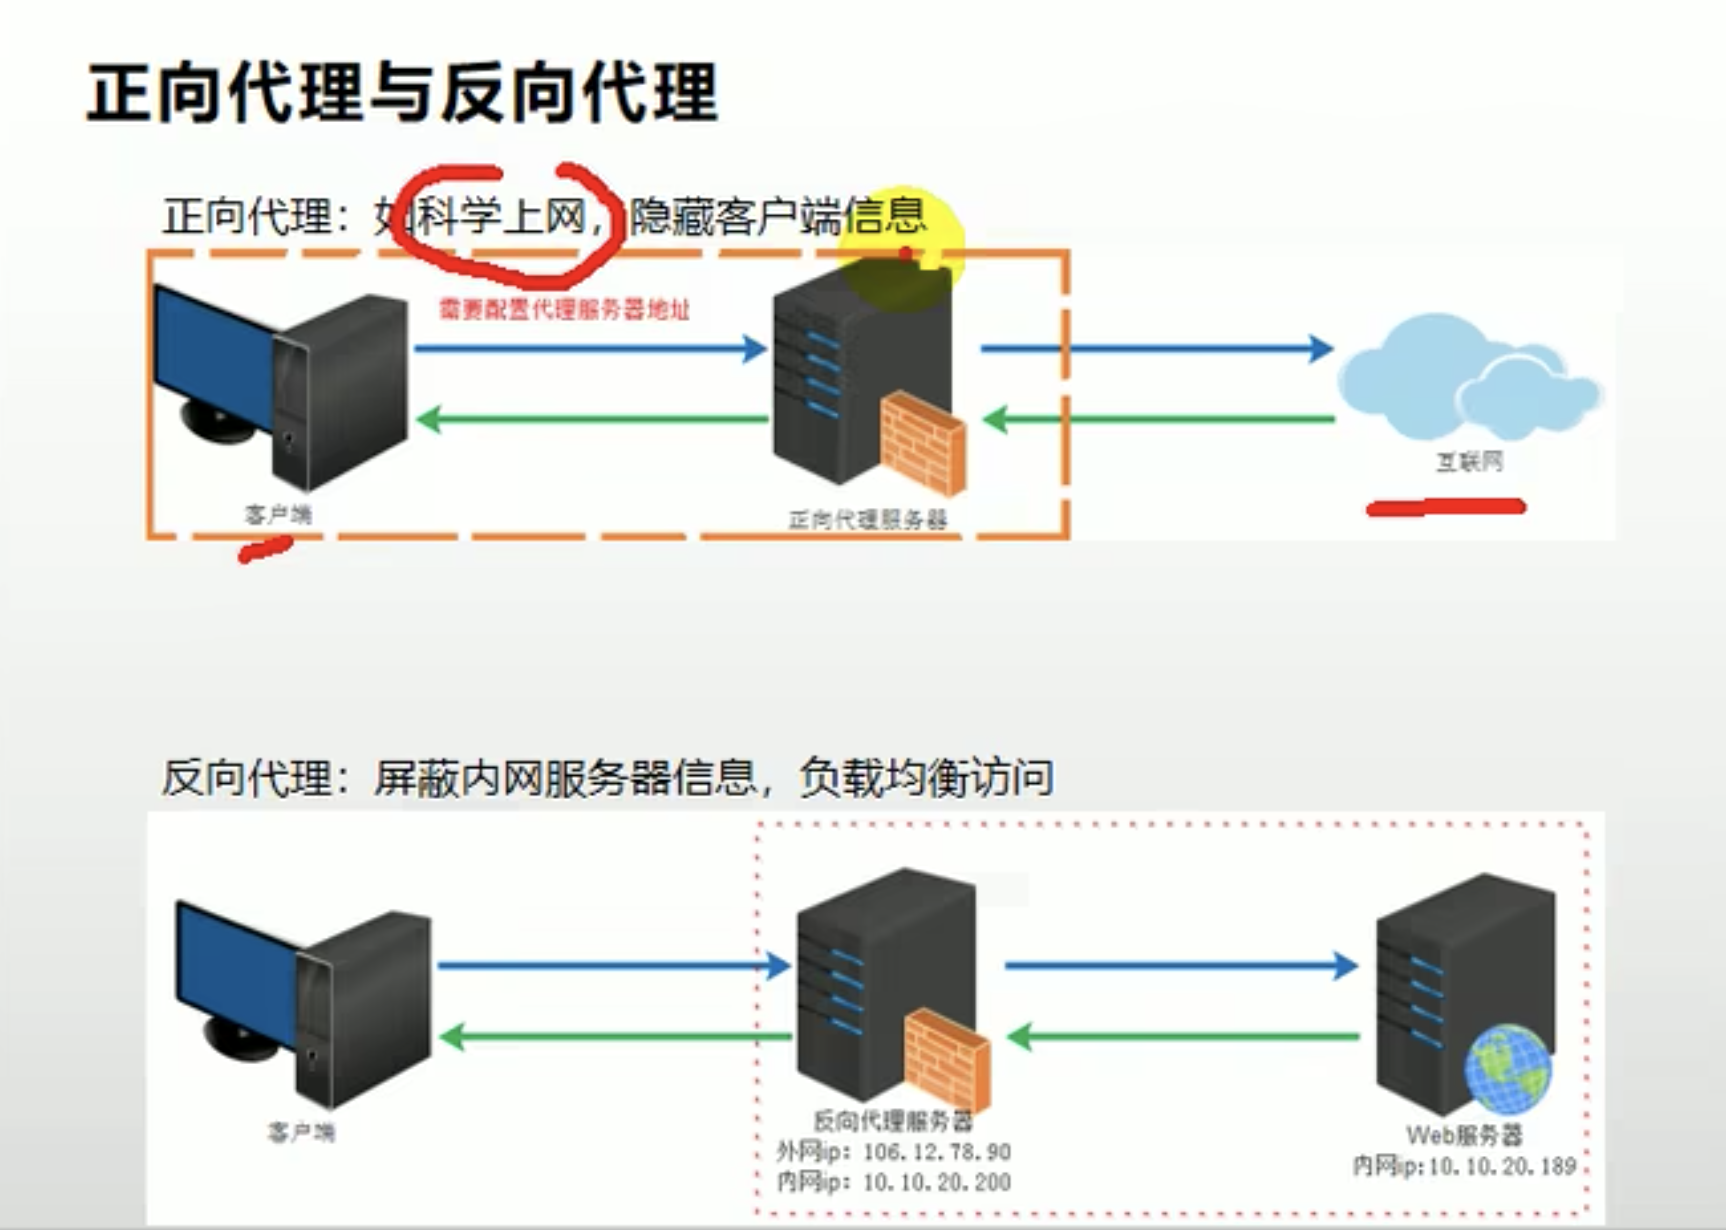 正向代理与反向代理
正向代理：如科学上网，隐藏客户端信息
需要配置代理服务器地址
互联网
客户端
正向代理服务器
反向代理：屏蔽内网服务器信息，负载均衡访问
反向代理服务器
外网ip: 106.12.78.90
内网ip: 10.10.20.200
客户端
Web服务器
内网ip:10.10.20.189